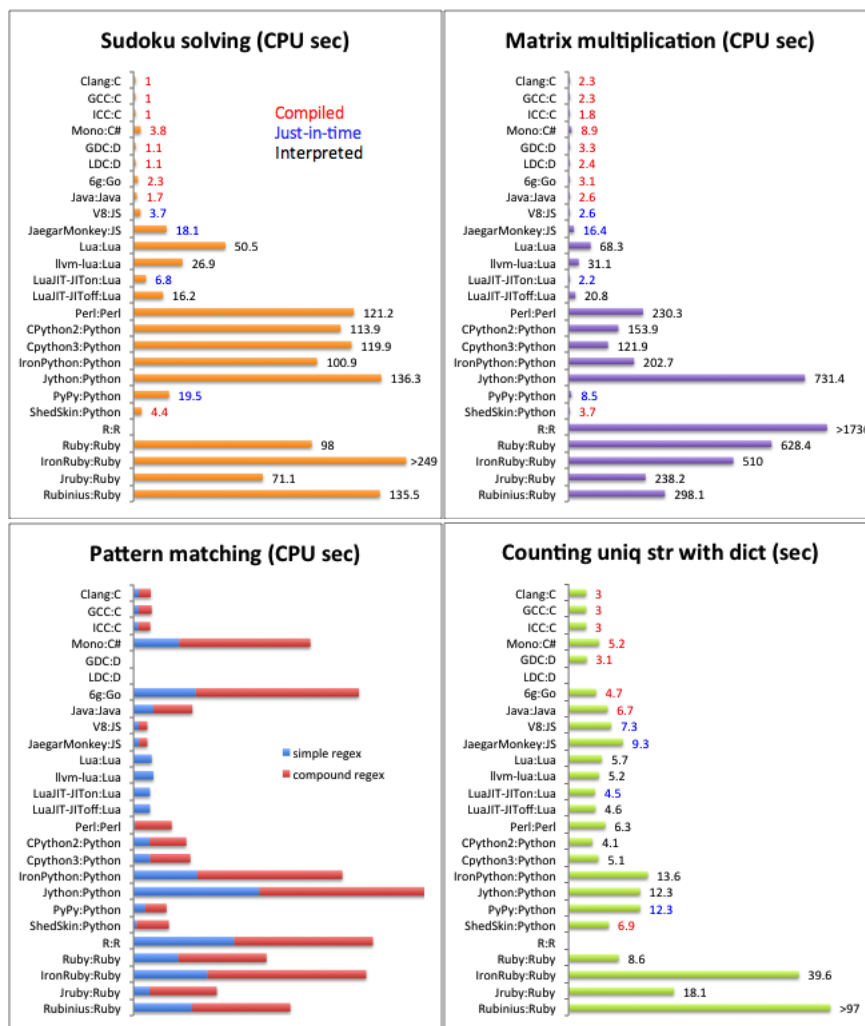 Sudoku solving (CPU sec)
Clang:C 1
GCC:C 1
ICC:C 1
Mono:C# 3.8
GDC:D 1.1
LDC:D 1.1
6g:Go 2.3
Java:Java 1.7
V8:JS 3.7
JaegarMonkey:JS 18.1
Lua:Lua 50.5
llvm-lua:Lua 26.9
LuaJIT-JITon:Lua 6.8
LuaJIT-JIToff:Lua 16.2
Perl:Perl 121.2
CPython2:Python 113.9
Cpython3:Python 119.9
IronPython:Python 100.9
Jython:Python 136.3
PyPy:Python 19.5
ShedSkin:Python 4.4
R:R
Ruby:Ruby 98
IronRuby:Ruby >249
Jruby:Ruby 71.1
Rubinius:Ruby 135.5
Compiled
Just-in-time
Interpreted
Matrix multiplication (CPU sec)
Clang:C 2.3
GCC:C 2.3
ICC:C 1.8
Mono:C# 8.9
GDC:D 3.3
LDC:D 2.4
6g:Go 3.1
Java:Java 2.6
V8:JS 2.6
JaegarMonkey:JS 16.4
Lua:Lua 68.3
llvm-lua:Lua 31.1
LuaJIT-JITon:Lua 2.2
LuaJIT-JIToff:Lua 20.8
Perl:Perl 230.3
CPython2:Python 153.9
Cpython3:Python 121.9
IronPython:Python 202.7
Jython:Python 731.4
PyPy:Python 8.5
ShedSkin:Python 3.7
R:R >173
Ruby:Ruby 628.4
IronRuby:Ruby 510
Jruby:Ruby 238.2
Rubinius:Ruby 298.1
Pattern matching (CPU sec)
Clang:C
GCC:C
ICC:C
Mono:C#
GDC:D
LDC:D
6g:Go
Java:Java
V8:JS
JaegarMonkey:JS
Lua:Lua
llvm-lua:Lua
LuaJIT-JITon:Lua
LuaJIT-JIToff:Lua
Perl:Perl
CPython2:Python
Cpython3:Python
IronPython:Python
Jython:Python
PyPy:Python
ShedSkin:Python
R:R
Ruby:Ruby
IronRuby:Ruby
Jruby:Ruby
Rubinius:Ruby
simple regex
compound regex
Counting uniq str with dict (sec)
Clang:C 3
GCC:C 3
ICC:C 3
Mono:C# 5.2
GDC:D 3.1
LDC:D
6g:Go 4.7
Java:Java 6.7
V8:JS 7.3
JaegarMonkey:JS 9.3
Lua:Lua 5.7
llvm-lua:Lua 5.2
LuaJIT-JITon:Lua 4.5
LuaJIT-JIToff:Lua 4.6
Perl:Perl 6.3
CPython2:Python 4.1
Cpython3:Python 5.1
IronPython:Python 13.6
Jython:Python 12.3
PyPy:Python 12.3
ShedSkin:Python 6.9
R:R
Ruby:Ruby 8.6
IronRuby:Ruby 39.6
Jruby:Ruby 18.1
Rubinius:Ruby >97